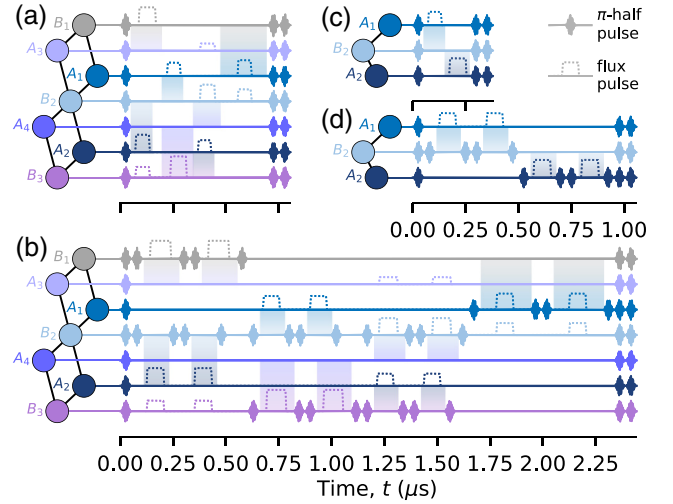 (a)
B₁
A₃
A₁
B₂
A₄
A₂
B₃
(c)
A₁
B₂
A₂
π-half
pulse
flux
pulse
(d)
A₁
B₂
A₂
0.00 0.25 0.50 0.75 1.00
(b)
B₁
A₃
A₁
B₂
A₄
A₂
B₃
0.00 0.25 0.50 0.75 1.00 1.25 1.50 1.75 2.00 2.25
Time, t (μs)